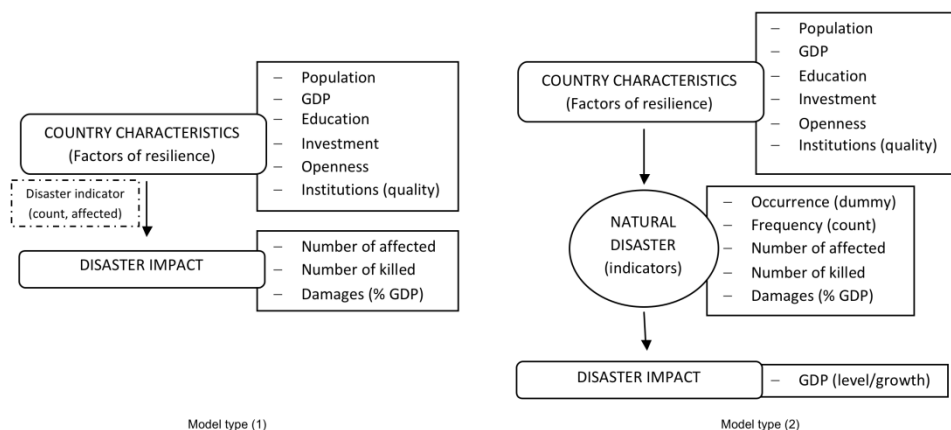 COUNTRY CHARACTERISTICS
(Factors of resilience)
– Population
– GDP
– Education
– Investment
– Openness
– Institutions (quality)
Disaster indicator
(count, affected)
DISASTER IMPACT
– Number of affected
– Number of killed
– Damages (% GDP)
Model type (1)
COUNTRY CHARACTERISTICS
(Factors of resilience)
– Population
– GDP
– Education
– Investment
– Openness
– Institutions (quality)
NATURAL
DISASTER
(indicators)
– Occurrence (dummy)
– Frequency (count)
– Number of affected
– Number of killed
– Damages (% GDP)
DISASTER IMPACT
– GDP (level/growth)
Model type (2)